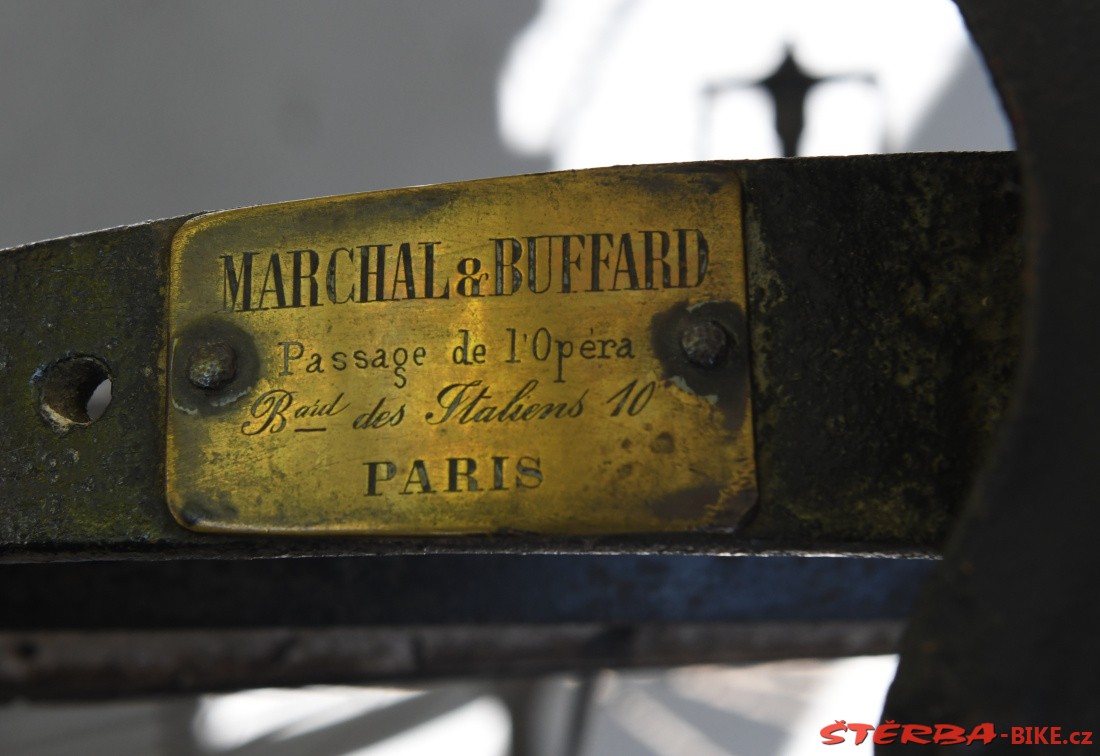 MARCHAL & BUFFARD
Passage de l'Opéra
Bard des Italiens 10
PARIS
ŠTĚRBA-BIKE.cz